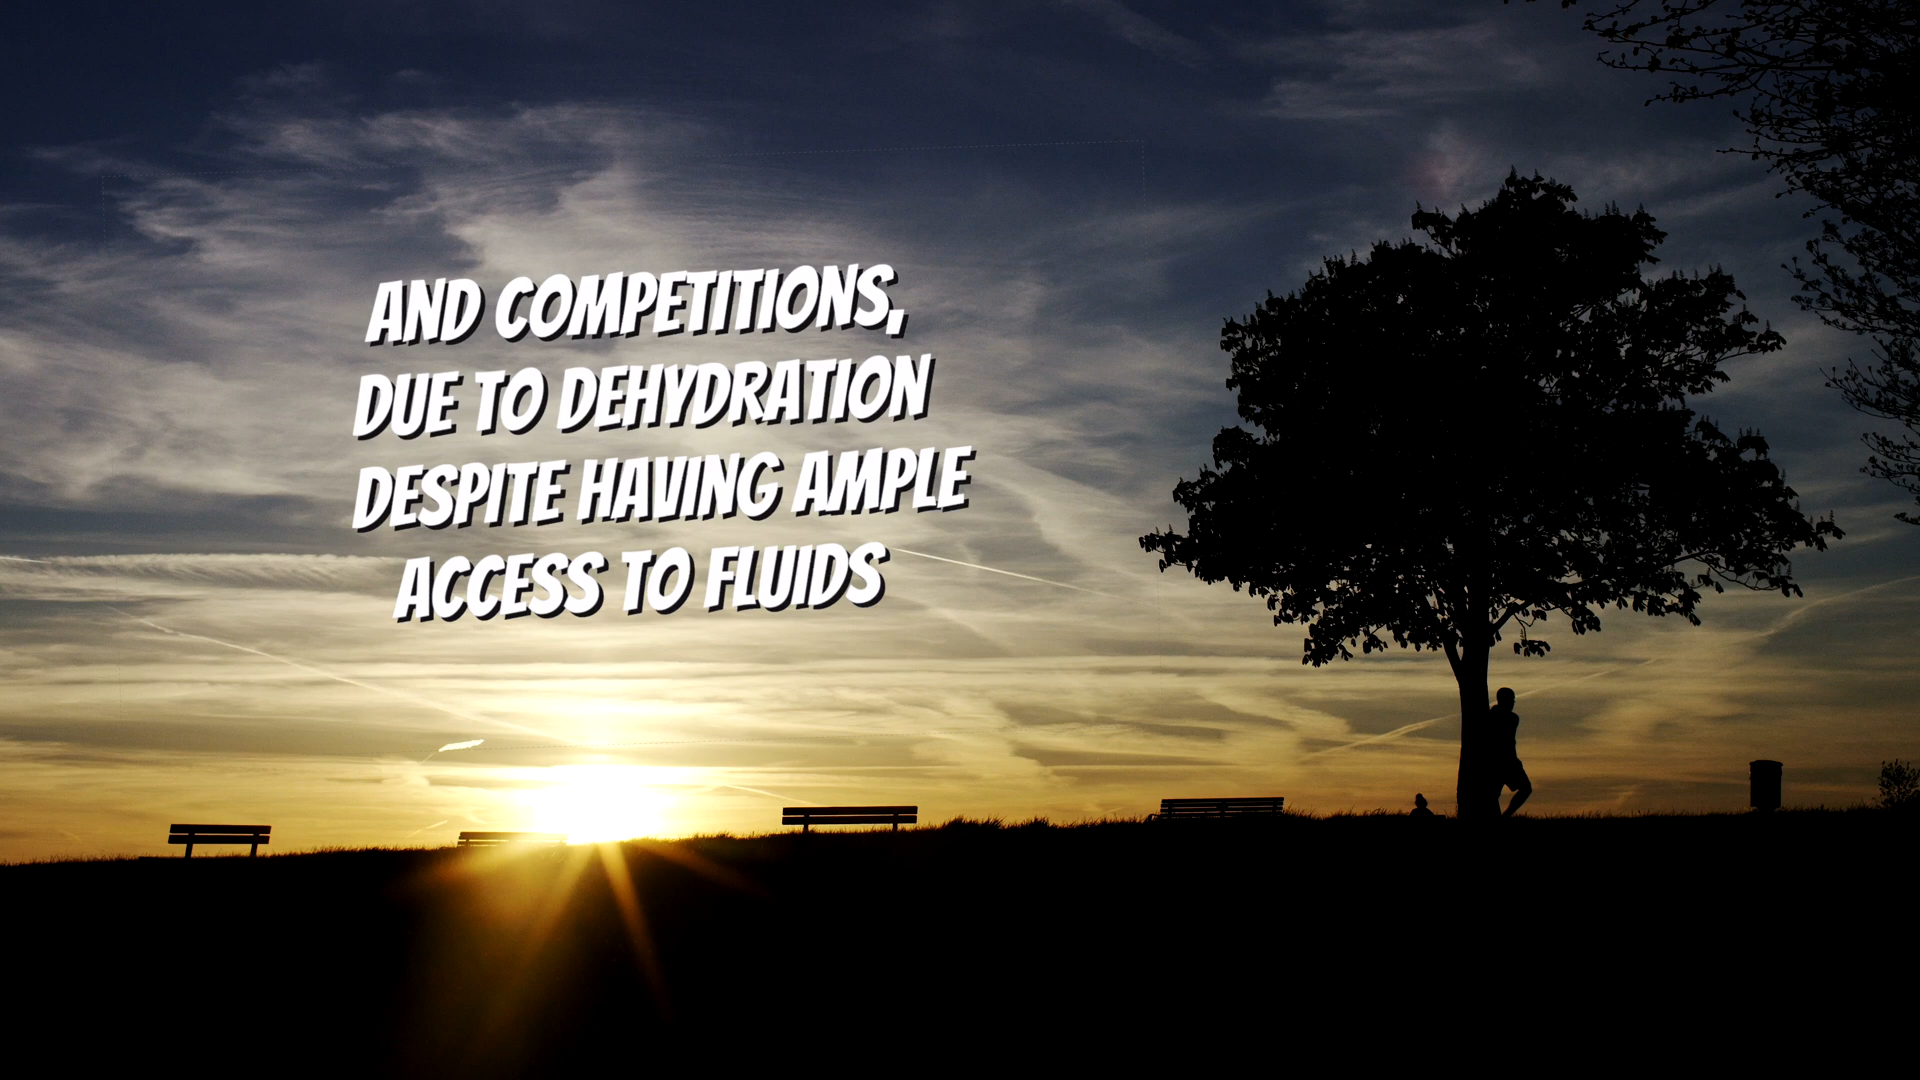 AND COMPETITIONS,
DUE TO DEHYDRATION
DESPITE HAVING AMPLE
ACCESS TO FLUIDS